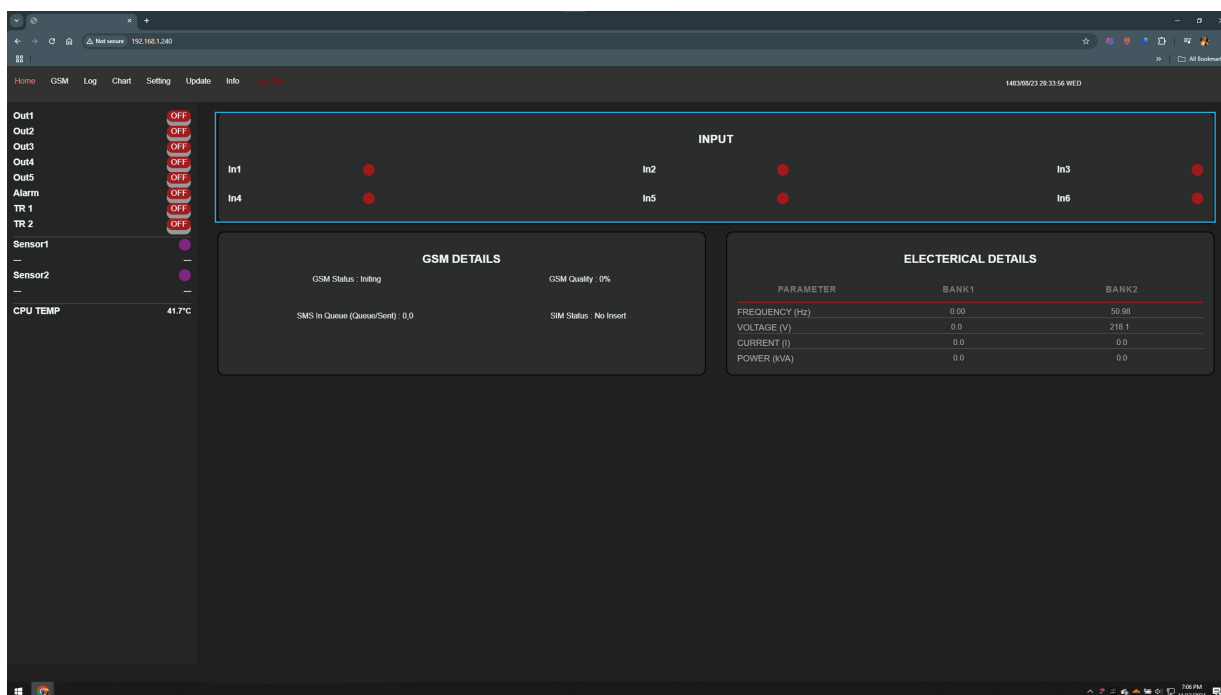 Not secure 192.168.1.240
All Bookmar
Home GSM Log Chart Setting Update Info
1403/08/23 20:33:56 WED
Out1 OFF
Out2 OFF
Out3 OFF
Out4 OFF
Out5 OFF
Alarm OFF
TR 1 OFF
TR 2 OFF
Sensor1
--- ---
Sensor2
--- ---
CPU TEMP 41.7°C
INPUT
In1 In2 In3
In4 In5 In6
GSM DETAILS
GSM Status : Initing GSM Quality : 0%
SMS In Queue (Queue/Sent) : 0,0 SIM Status : No Insert
ELECTERICAL DETAILS
PARAMETER BANK1 BANK2
FREQUENCY (Hz) 0.00 50.98
VOLTAGE (V) 0.0 218.1
CURRENT (I) 0.0 0.0
POWER (kVA) 0.0 0.0
7:06 PM